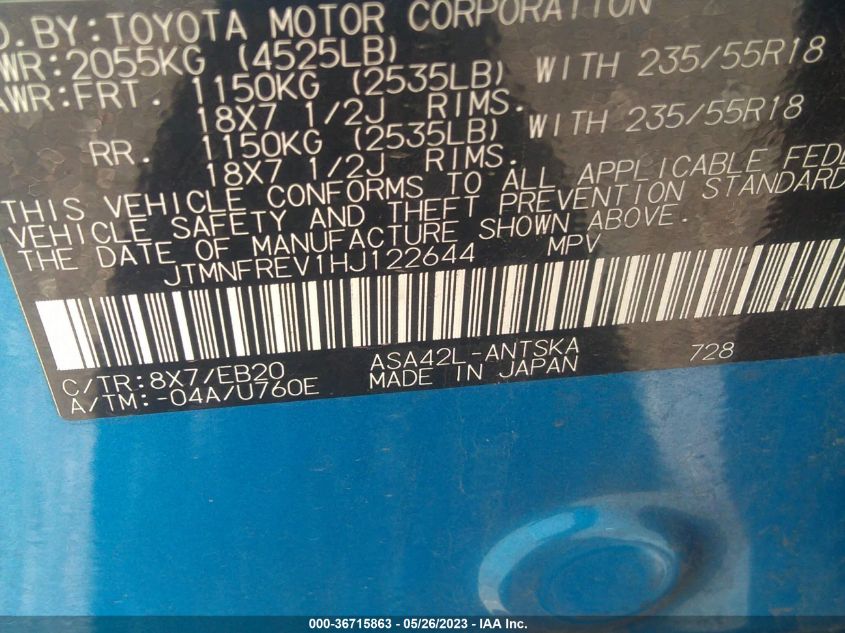 D. BY: TOYOTA MOTOR CORPORATION
WR: 2055KG (4525LB)
AWR: FRT. 1150KG (2535LB) WITH 235/55R18
18X7 1/2J RIMS.
RR. 1150KG (2535LB) WITH 235/55R18
18X7 1/2J RIMS.
THIS VEHICLE CONFORMS TO ALL APPLICABLE FEDE
VEHICLE SAFETY AND THEFT PREVENTION STANDARD
THE DATE OF MANUFACTURE SHOWN ABOVE.
JTMNFREV1HJ122644 MPV
C/TR: 8X7/EB20 ASA42L-ANTSKA 728
A/TM: -04A/U760E MADE IN JAPAN
000-36715863 - 05/26/2023 - IAA Inc.